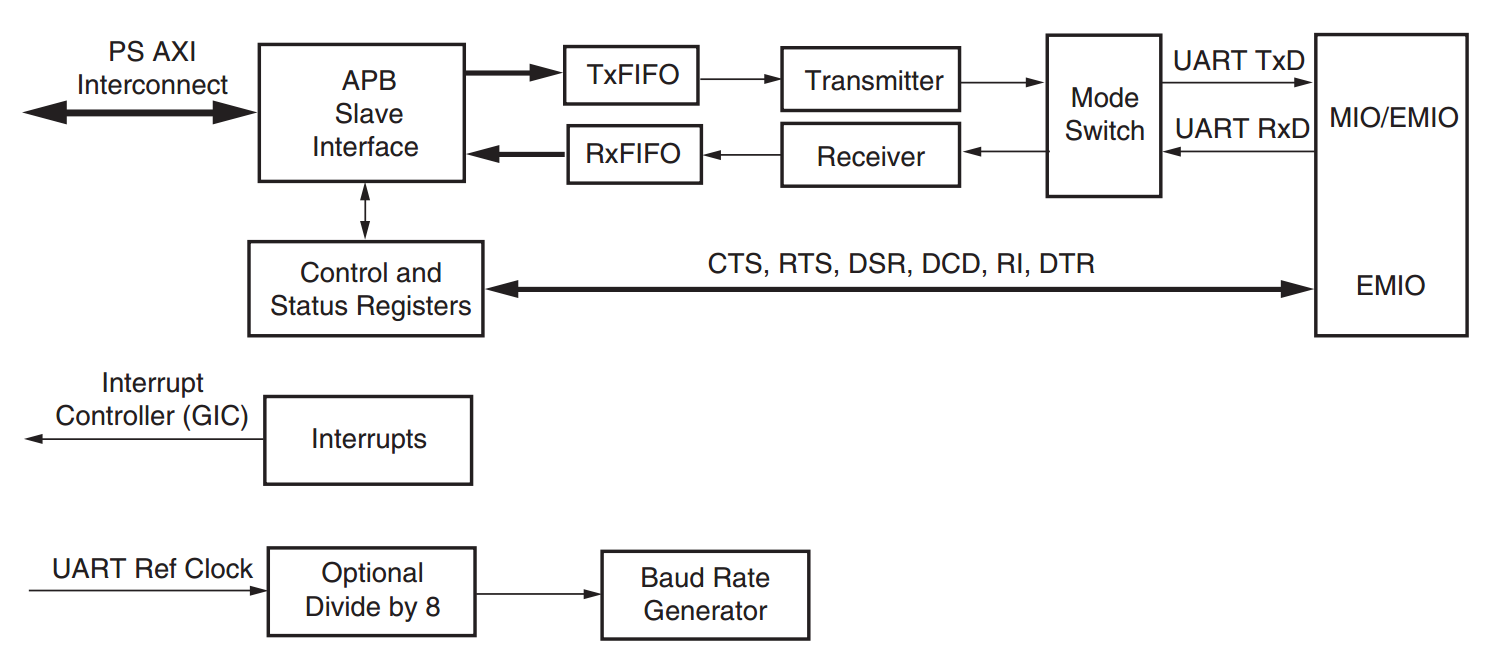 PS AXI
Interconnect
APB
Slave
Interface
TxFIFO
Transmitter
Mode
Switch
UART TxD
MIO/EMIO
RxFIFO
Receiver
UART RxD
Control and
Status Registers
CTS, RTS, DSR, DCD, RI, DTR
EMIO
Interrupt
Controller (GIC)
Interrupts
UART Ref Clock
Optional
Divide by 8
Baud Rate
Generator